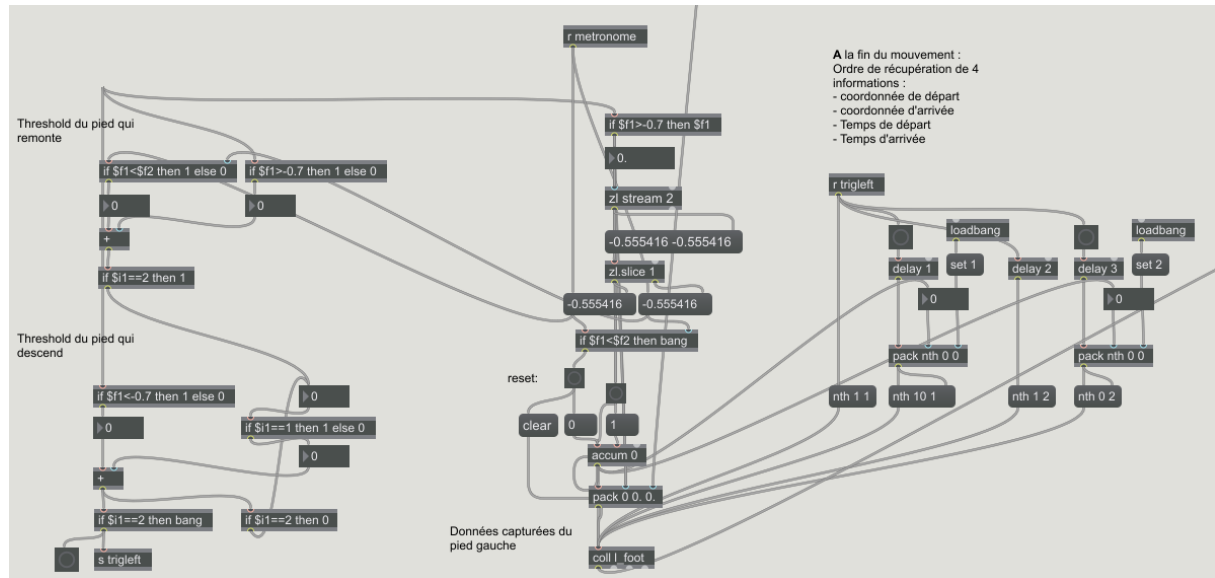 r metronome
A la fin du mouvement :
Ordre de récupération de 4
informations :
- coordonnée de départ
- coordonnée d'arrivée
- Temps de départ
- Temps d'arrivée
Threshold du pied qui
remonte
if $f1>-0.7 then $f1
0.
if $f1<$f2 then 1 else 0
if $f1>-0.7 then 1 else 0
0
0
+
if $i1==2 then 1
zl stream 2
-0.555416 -0.555416
zl.slice 1
-0.555416
-0.555416
if $f1<$f2 then bang
r trigleft
loadbang
loadbang
delay 1
set 1
delay 2
delay 3
set 2
0
0
pack nth 0 0
pack nth 0 0
nth 1 1
nth 10 1
nth 1 2
nth 0 2
Threshold du pied qui
descend
if $f1<-0.7 then 1 else 0
0
0
if $i1==1 then 1 else 0
0
+
if $i1==2 then bang
if $i1==2 then 0
s trigleft
reset:
clear
0
1
accum 0
pack 0 0. 0.
Données capturées du
pied gauche
coll l_foot